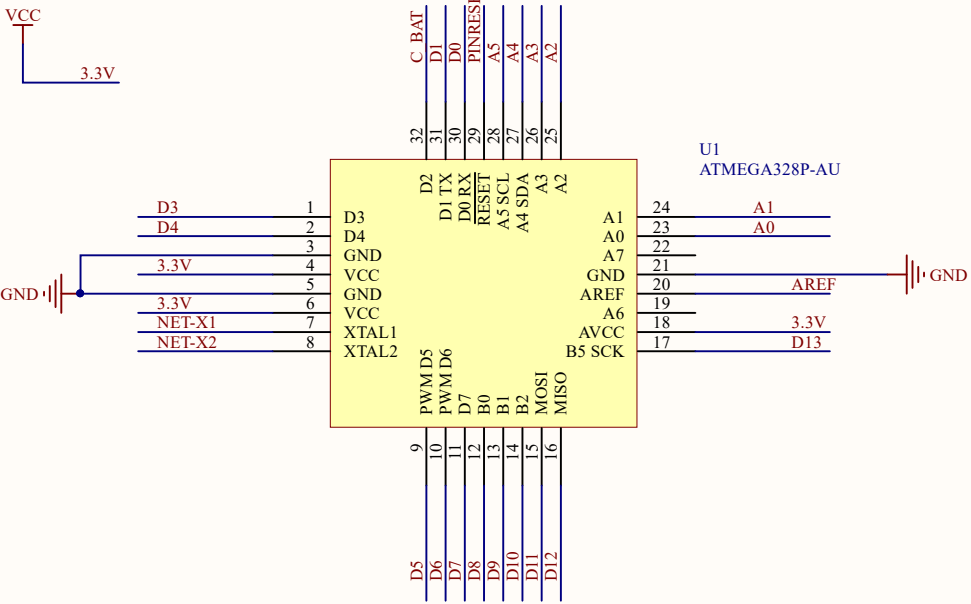 VCC
3.3V
C_BAT
D1
D0
A5
A4
A3
A2
32
31
30
29
28
27
26
25
D2
D1 TX
D0 RX
RESET
A5 SCL
A4 SDA
A3
A2
U1
ATMEGA328P-AU
D3 1 D3
D4 2 D4
3 GND
3.3V 4 VCC
GND 5 GND
3.3V 6 VCC
NET-X1 7 XTAL1
NET-X2 8 XTAL2
A1 24 A1
A0 23 A0
A7 22
GND 21 GND
AREF 20 AREF
A6 19
AVCC 18 3.3V
B5 SCK 17 D13
PWM D5
PWM D6
D7
B0
B1
B2
MOSI
MISO
9
10
11
12
13
14
15
16
D5
D6
D7
D8
D9
D10
D11
D12